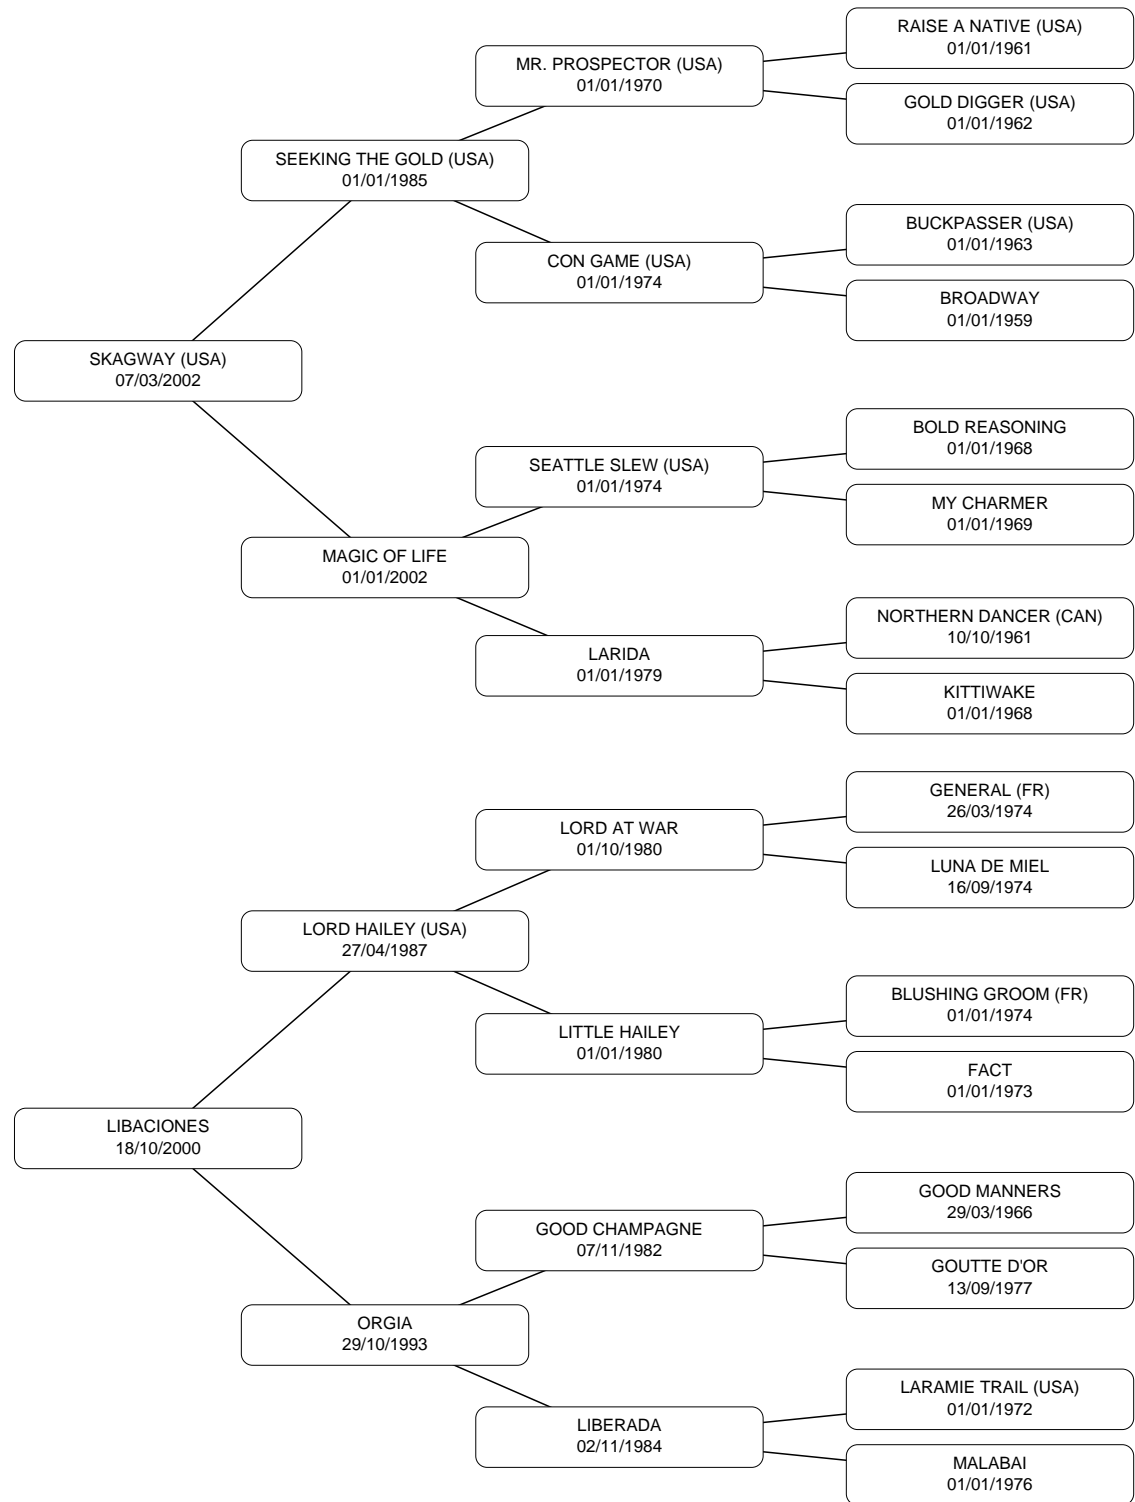 RAISE A NATIVE (USA)
01/01/1961
MR. PROSPECTOR (USA)
01/01/1970
GOLD DIGGER (USA)
01/01/1962
SEEKING THE GOLD (USA)
01/01/1985
BUCKPASSER (USA)
01/01/1963
CON GAME (USA)
01/01/1974
BROADWAY
01/01/1959
SKAGWAY (USA)
07/03/2002
BOLD REASONING
01/01/1968
SEATTLE SLEW (USA)
01/01/1974
MY CHARMER
01/01/1969
MAGIC OF LIFE
01/01/2002
NORTHERN DANCER (CAN)
10/10/1961
LARIDA
01/01/1979
KITTIWAKE
01/01/1968
GENERAL (FR)
26/03/1974
LORD AT WAR
01/10/1980
LUNA DE MIEL
16/09/1974
LORD HAILEY (USA)
27/04/1987
BLUSHING GROOM (FR)
01/01/1974
LITTLE HAILEY
01/01/1980
FACT
01/01/1973
LIBACIONES
18/10/2000
GOOD MANNERS
29/03/1966
GOOD CHAMPAGNE
07/11/1982
GOUTTE D'OR
13/09/1977
ORGIA
29/10/1993
LARAMIE TRAIL (USA)
01/01/1972
LIBERADA
02/11/1984
MALABAI
01/01/1976